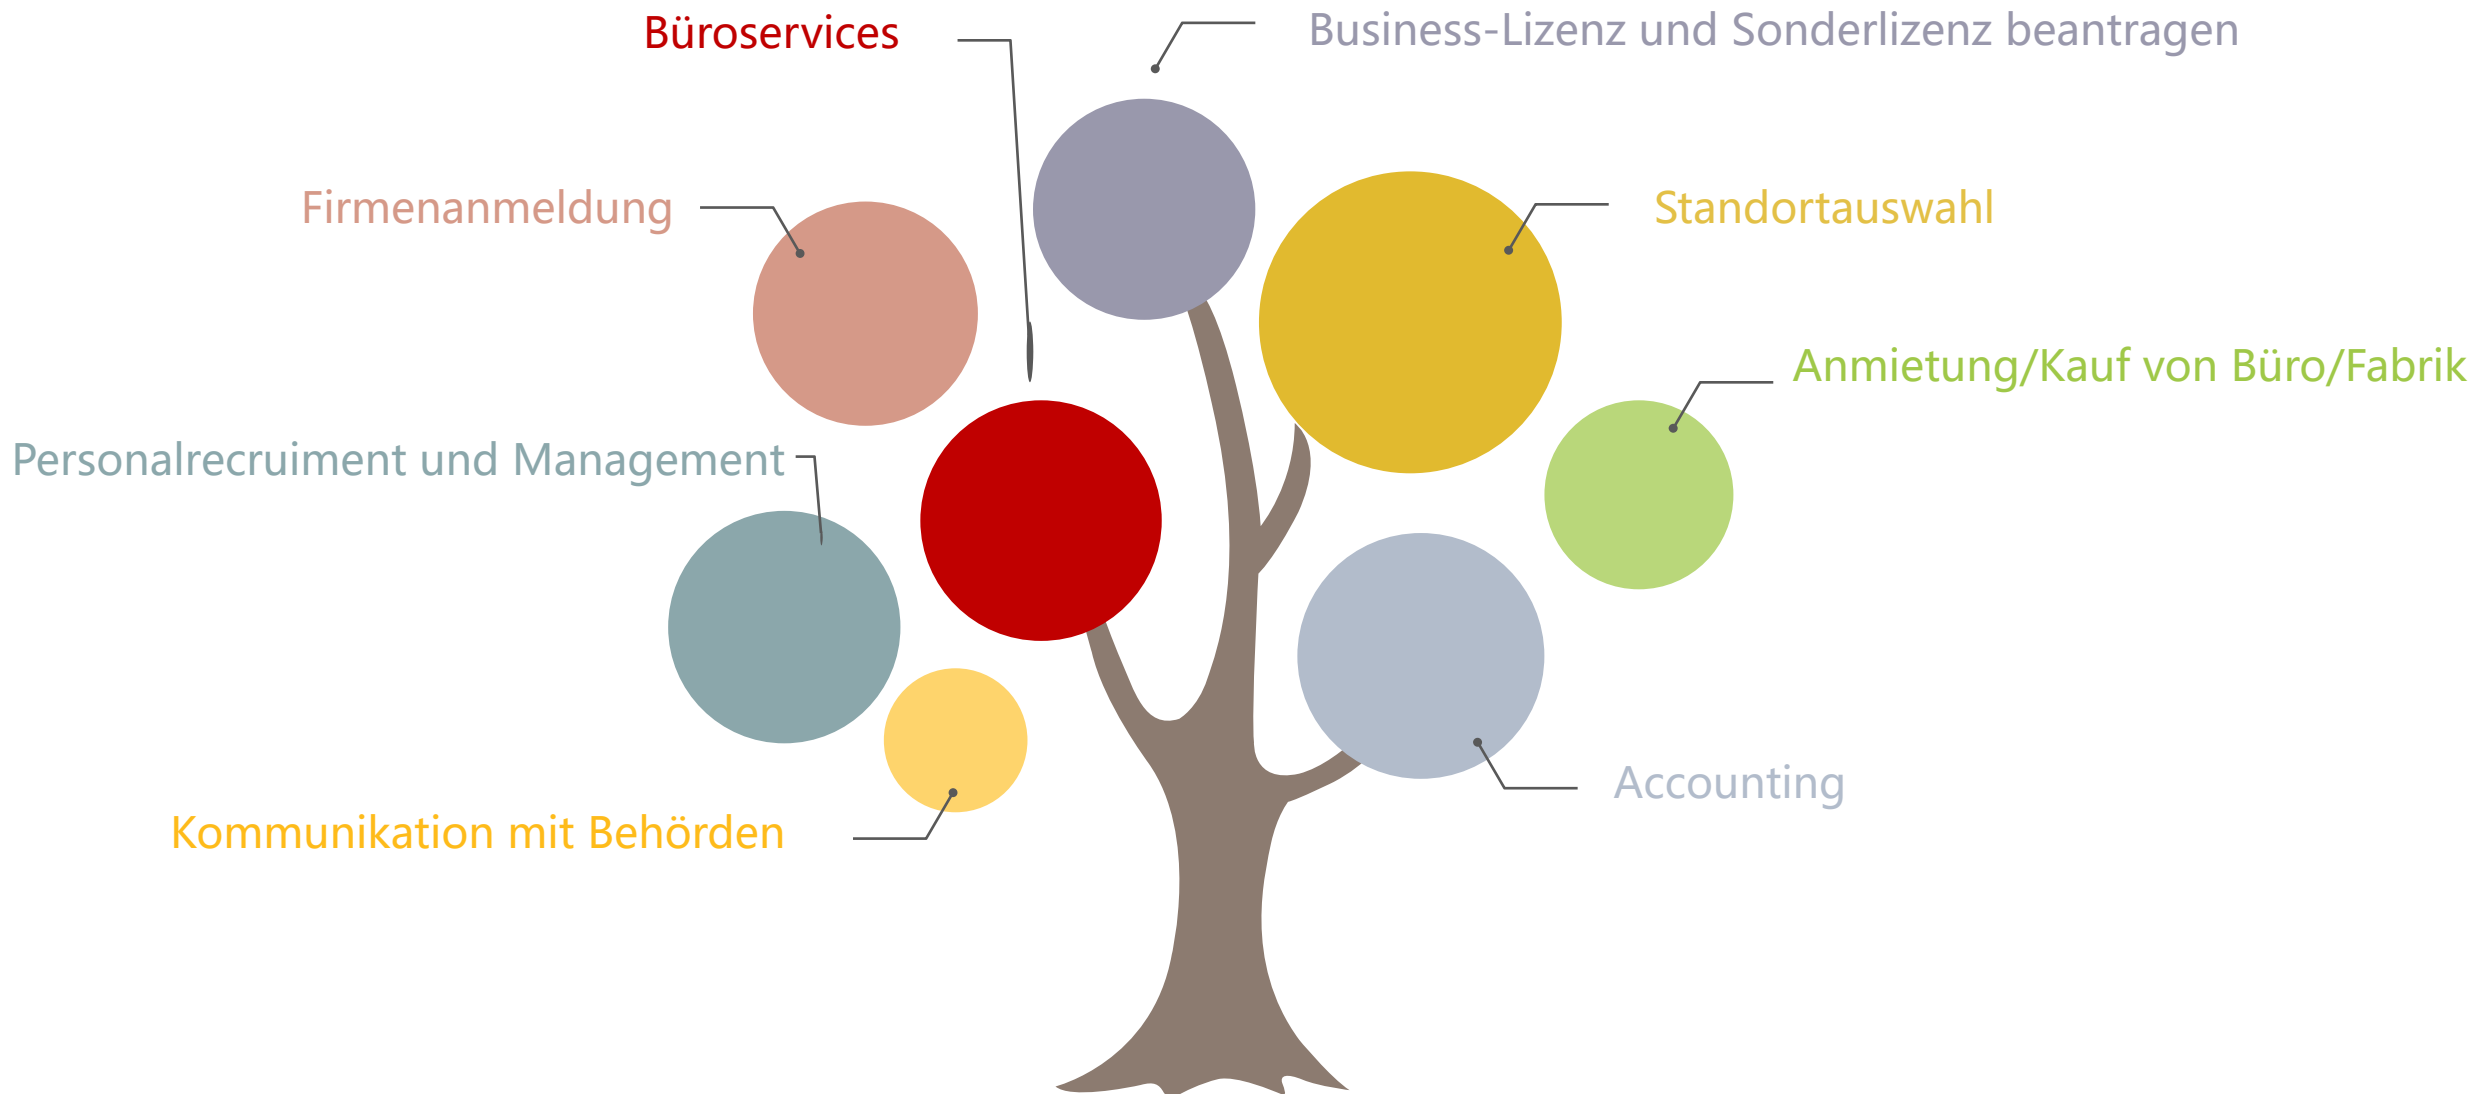 Büroservices
Business-Lizenz und Sonderlizenz beantragen
Firmenanmeldung
Standortauswahl
Anmietung/Kauf von Büro/Fabrik
Personalrecruiment und Management
Accounting
Kommunikation mit Behörden